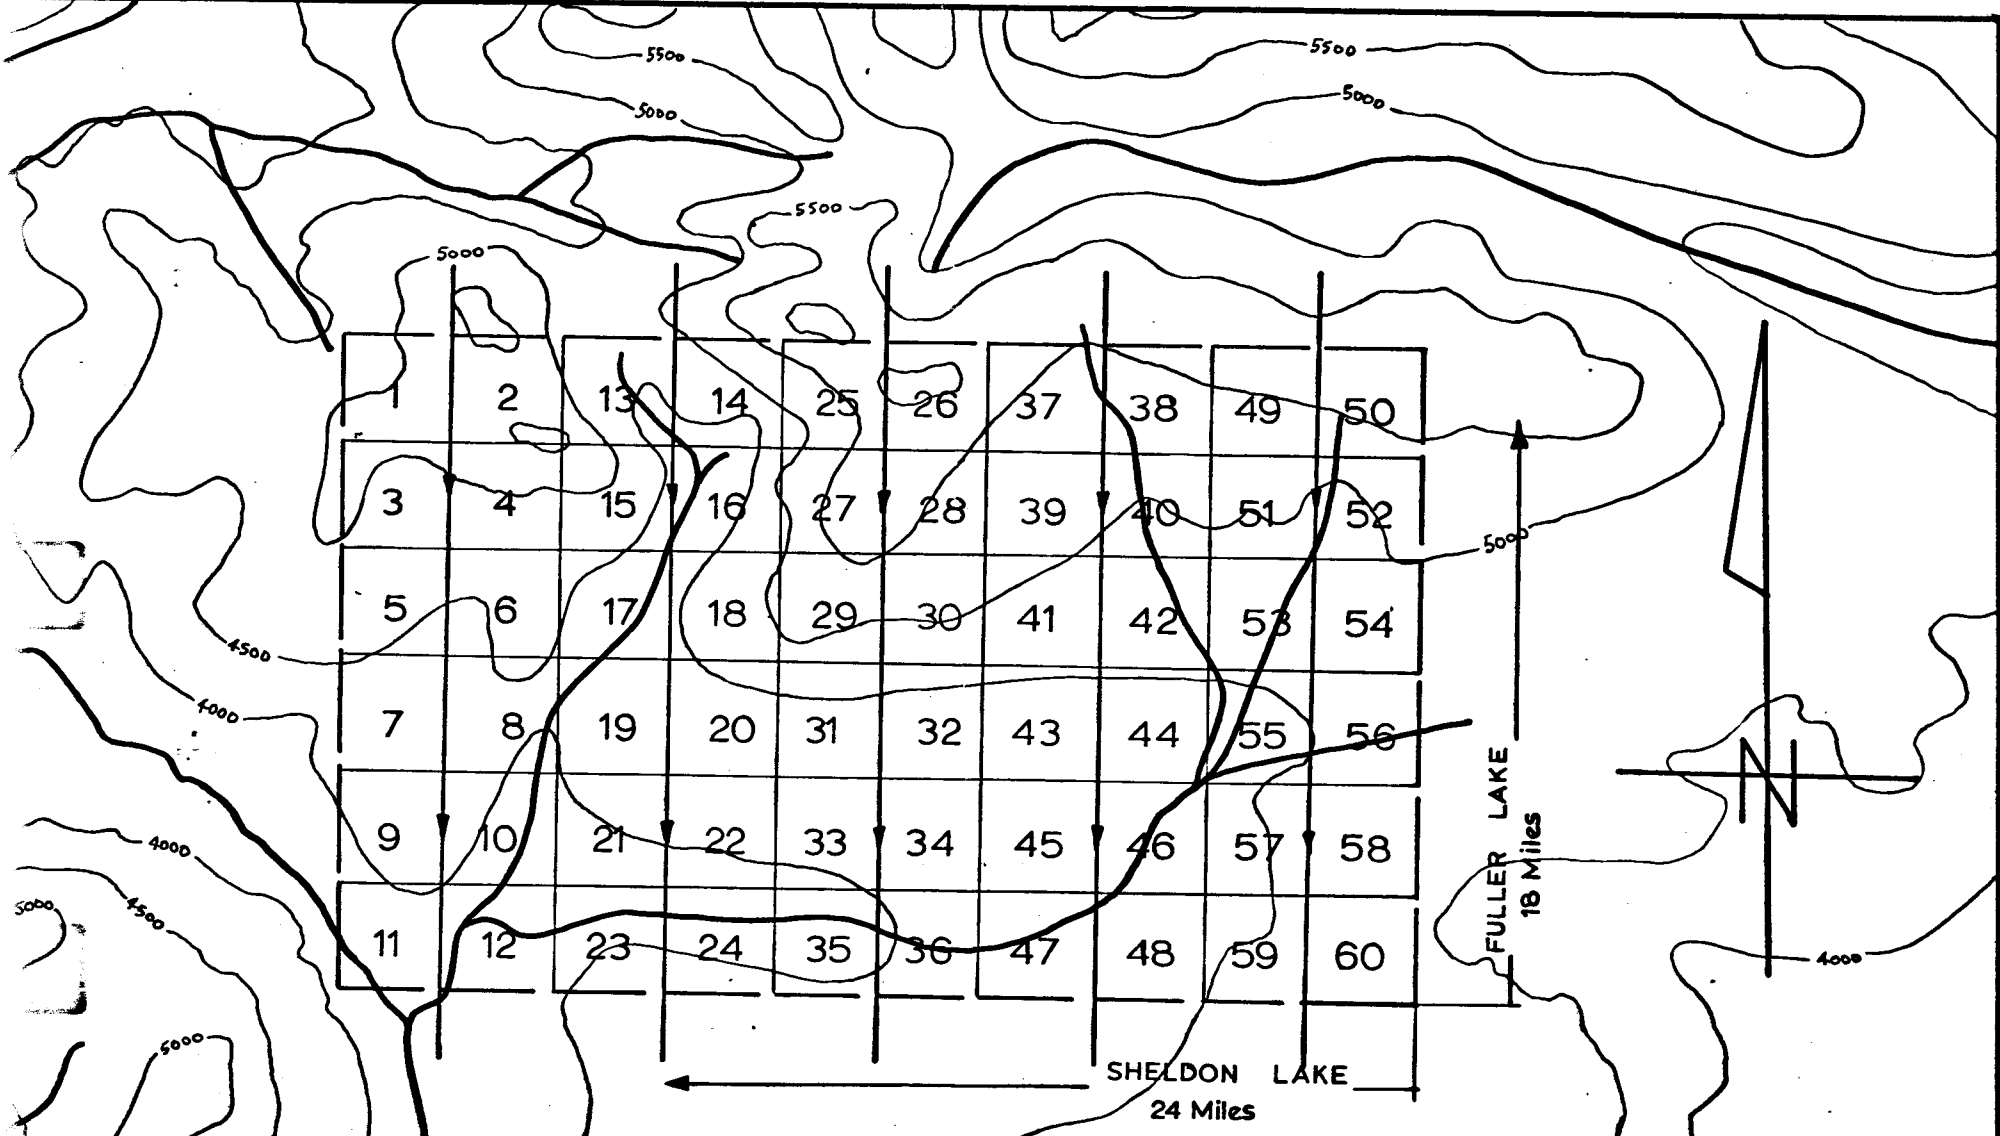 5500
5500
5000
5000
5500
5000
1 2 13 14 25 26 37 38 49 50
3 4 15 16 27 28 39 40 51 52
5000
5 6 17 18 29 30 41 42 53 54
4500
4000
7 8 19 20 31 32 43 44 55 56
N
9 10 21 22 33 34 45 46 57 58
4000
FULLER LAKE
18 Miles
5000
4500
11 12 23 24 35 36 47 48 59 60
4000
5000
SHELDON LAKE
24 Miles